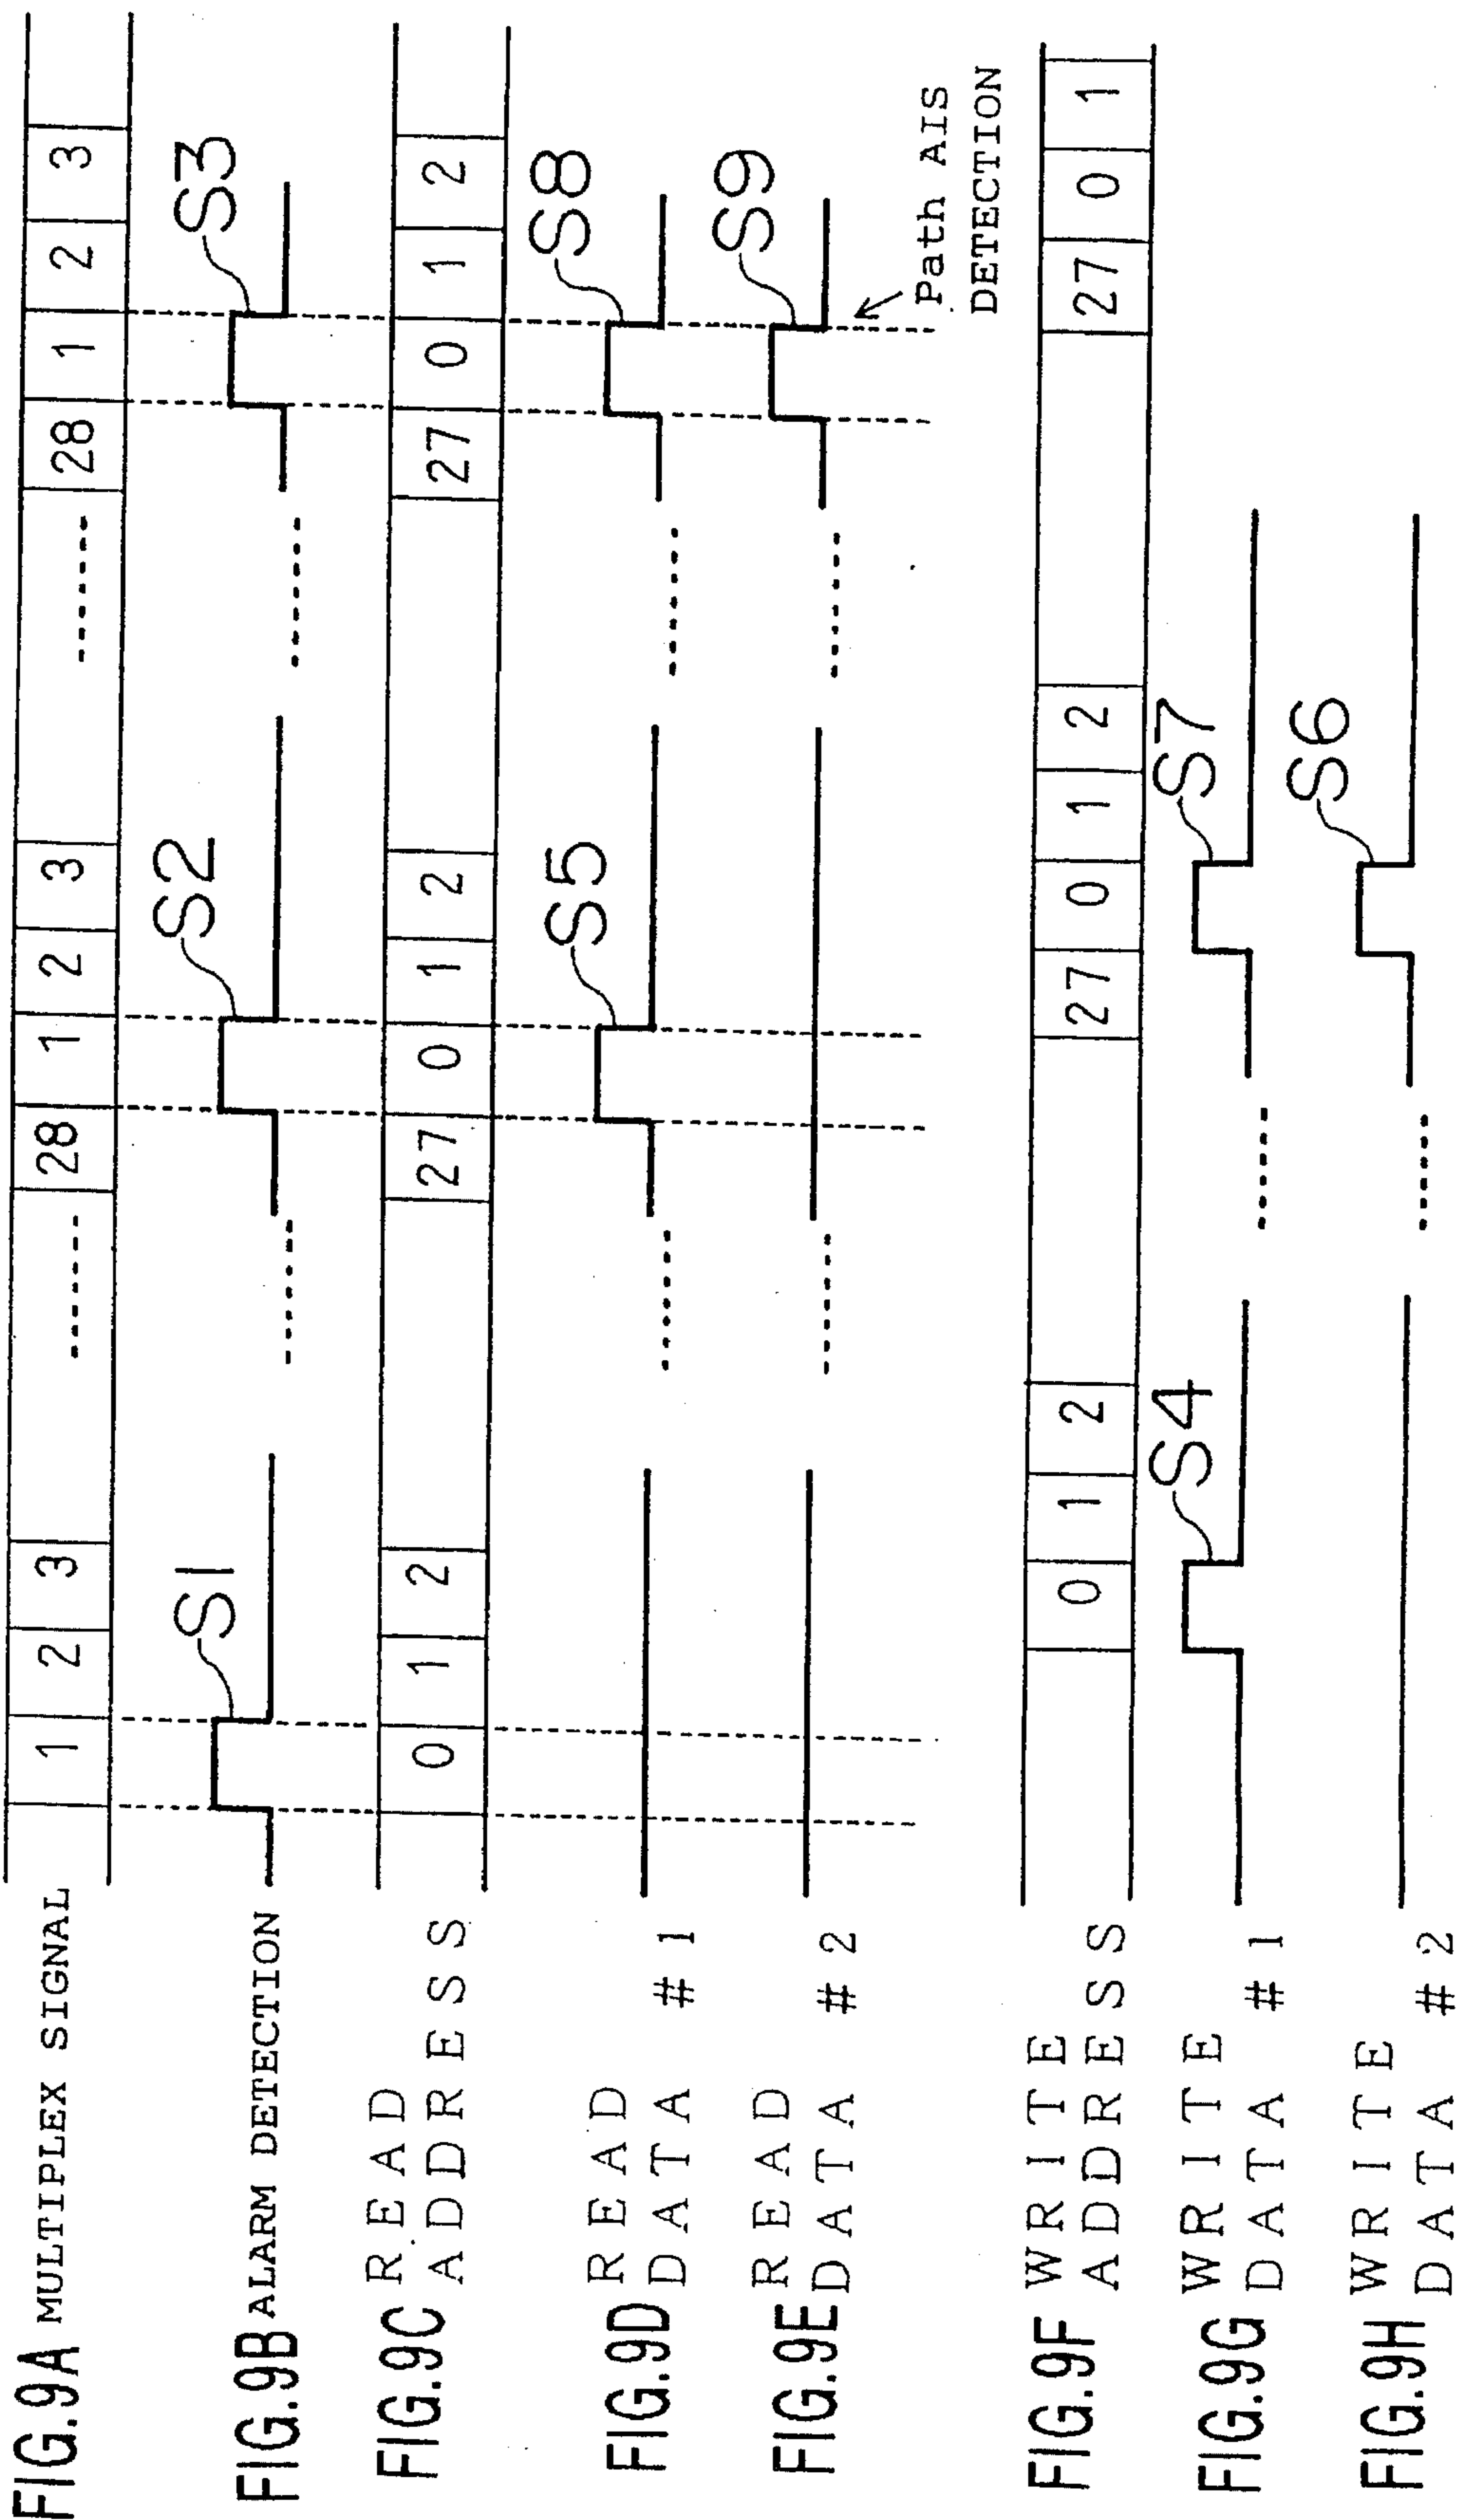 FIG.9A MULTIPLEX SIGNAL 1 2 3 28 1 2 3 28 1 2 3
FIG.9B ALARM DETECTION S1 S2 S3
FIG.9C READ
ADDRESS 0 1 2 27 0 1 2 27 0 1 2
FIG.9D READ
DATA #1 S5 S8
FIG.9E READ
DATA #2 S9
Path AIS
DETECTION
FIG.9F WRITE
ADDRESS 0 1 2 27 0 1 2 27 0 1
FIG.9G WRITE
DATA #1 S4 S7
FIG.9H WRITE
DATA #2 S6